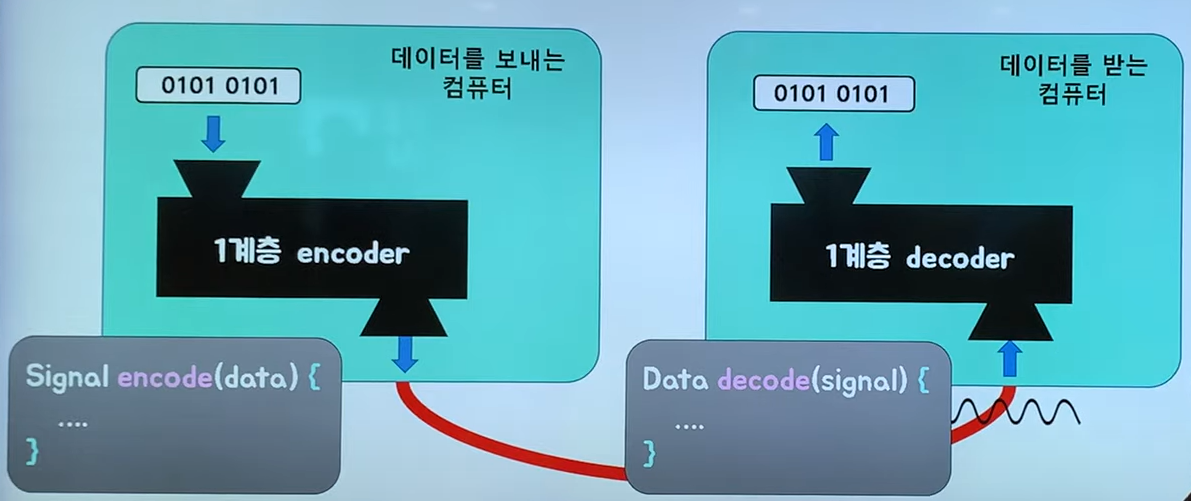 데이터를 보내는
컴퓨터
0101 0101
1계층 encoder
Signal encode(data) {
....
}
데이터를 받는
컴퓨터
0101 0101
1계층 decoder
Data decode(signal) {
....
}